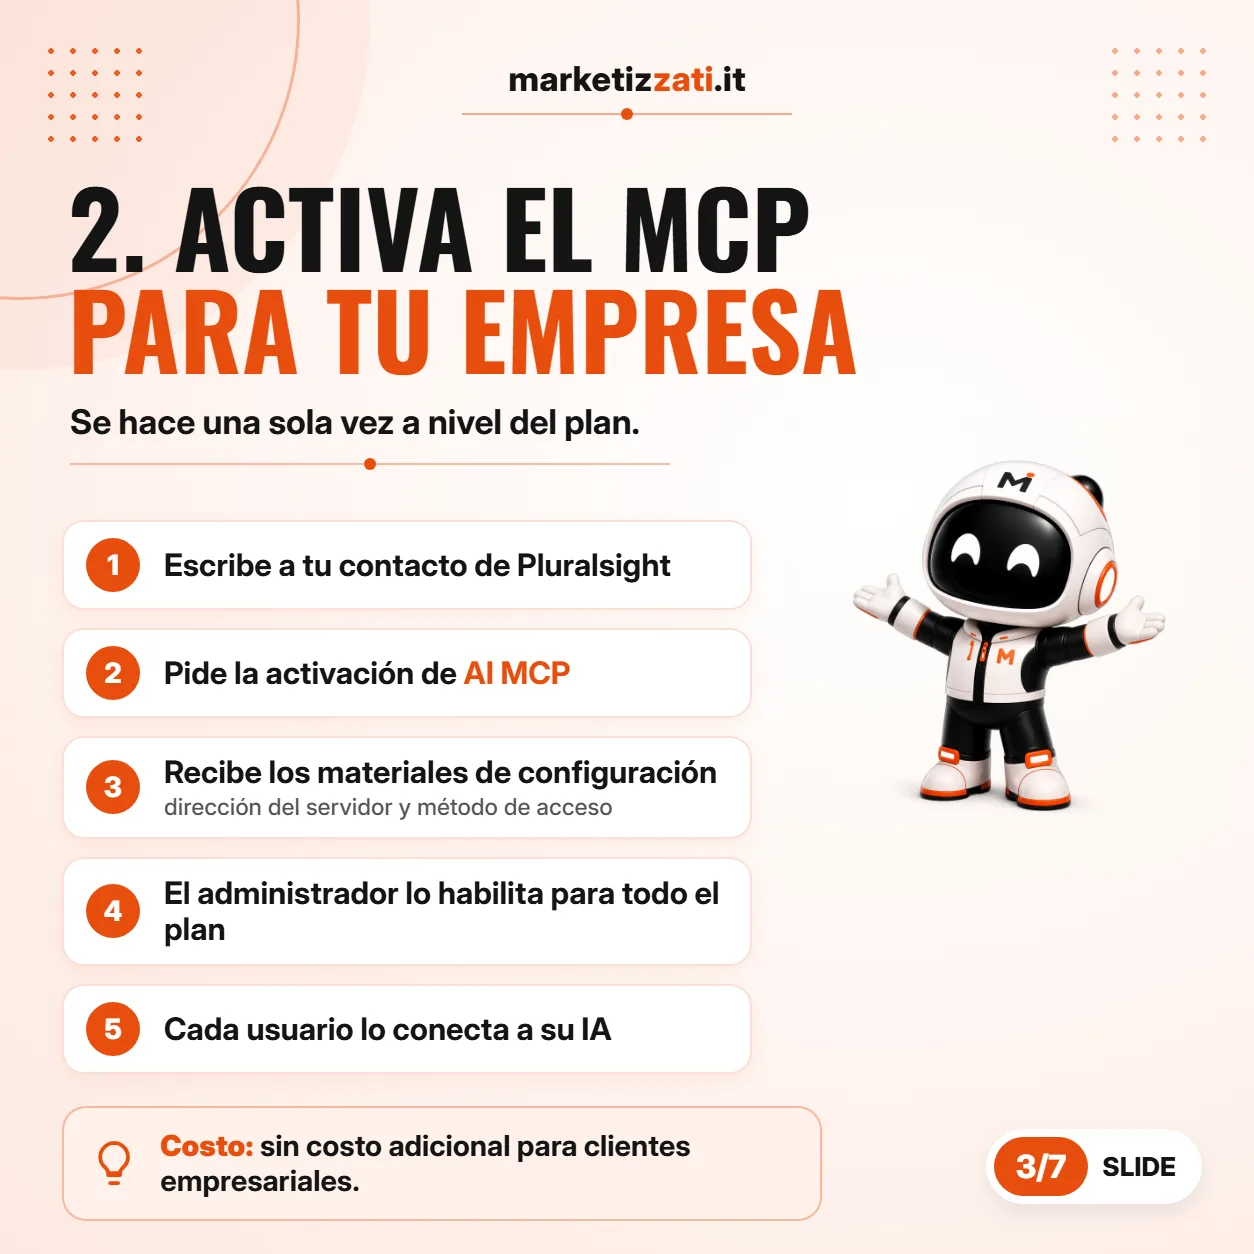 marketizzati.it
2. ACTIVA EL MCP
PARA TU EMPRESA
Se hace una sola vez a nivel del plan.
1 Escribe a tu contacto de Pluralsight
2 Pide la activación de AI MCP
3 Recibe los materiales de configuración
dirección del servidor y método de acceso
4 El administrador lo habilita para todo el
plan
5 Cada usuario lo conecta a su IA
Costo: sin costo adicional para clientes
empresariales.
3/7 SLIDE
M
M